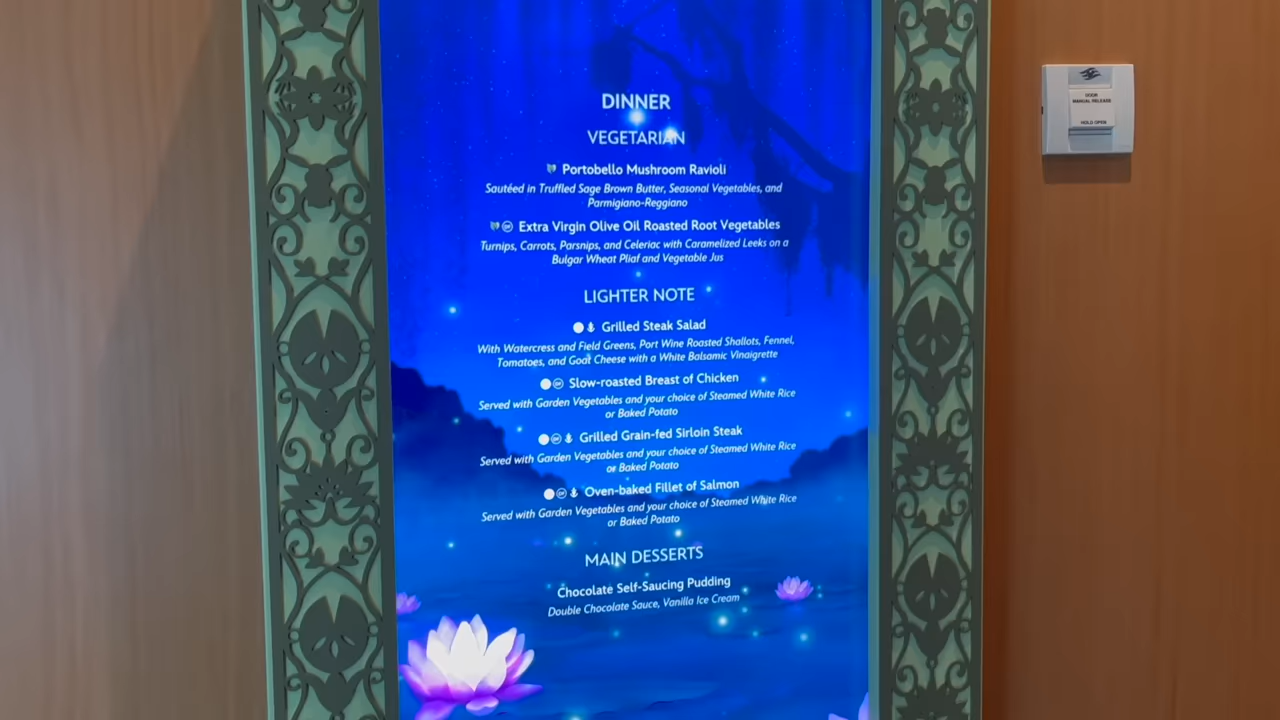 DINNER
VEGETARIAN
Portobello Mushroom Ravioli
Sautéed in Truffled Sage Brown Butter, Seasonal Vegetables, and
Parmigiano-Reggiano
Extra Virgin Olive Oil Roasted Root Vegetables
Turnips, Carrots, Parsnips, and Celeriac with Caramelized Leeks on a
Bulgar Wheat Pliaf and Vegetable Jus
LIGHTER NOTE
Grilled Steak Salad
With Watercress and Field Greens, Port Wine Roasted Shallots, Fennel,
Tomatoes, and Goat Cheese with a White Balsamic Vinaigrette
Slow-roasted Breast of Chicken
Served with Garden Vegetables and your choice of Steamed White Rice
or Baked Potato
Grilled Grain-fed Sirloin Steak
Served with Garden Vegetables and your choice of Steamed White Rice
or Baked Potato
Oven-baked Fillet of Salmon
Served with Garden Vegetables and your choice of Steamed White Rice
or Baked Potato
MAIN DESSERTS
Chocolate Self-Saucing Pudding
Double Chocolate Sauce, Vanilla Ice Cream
DOOR
MANUAL RELEASE
HOLD OPEN